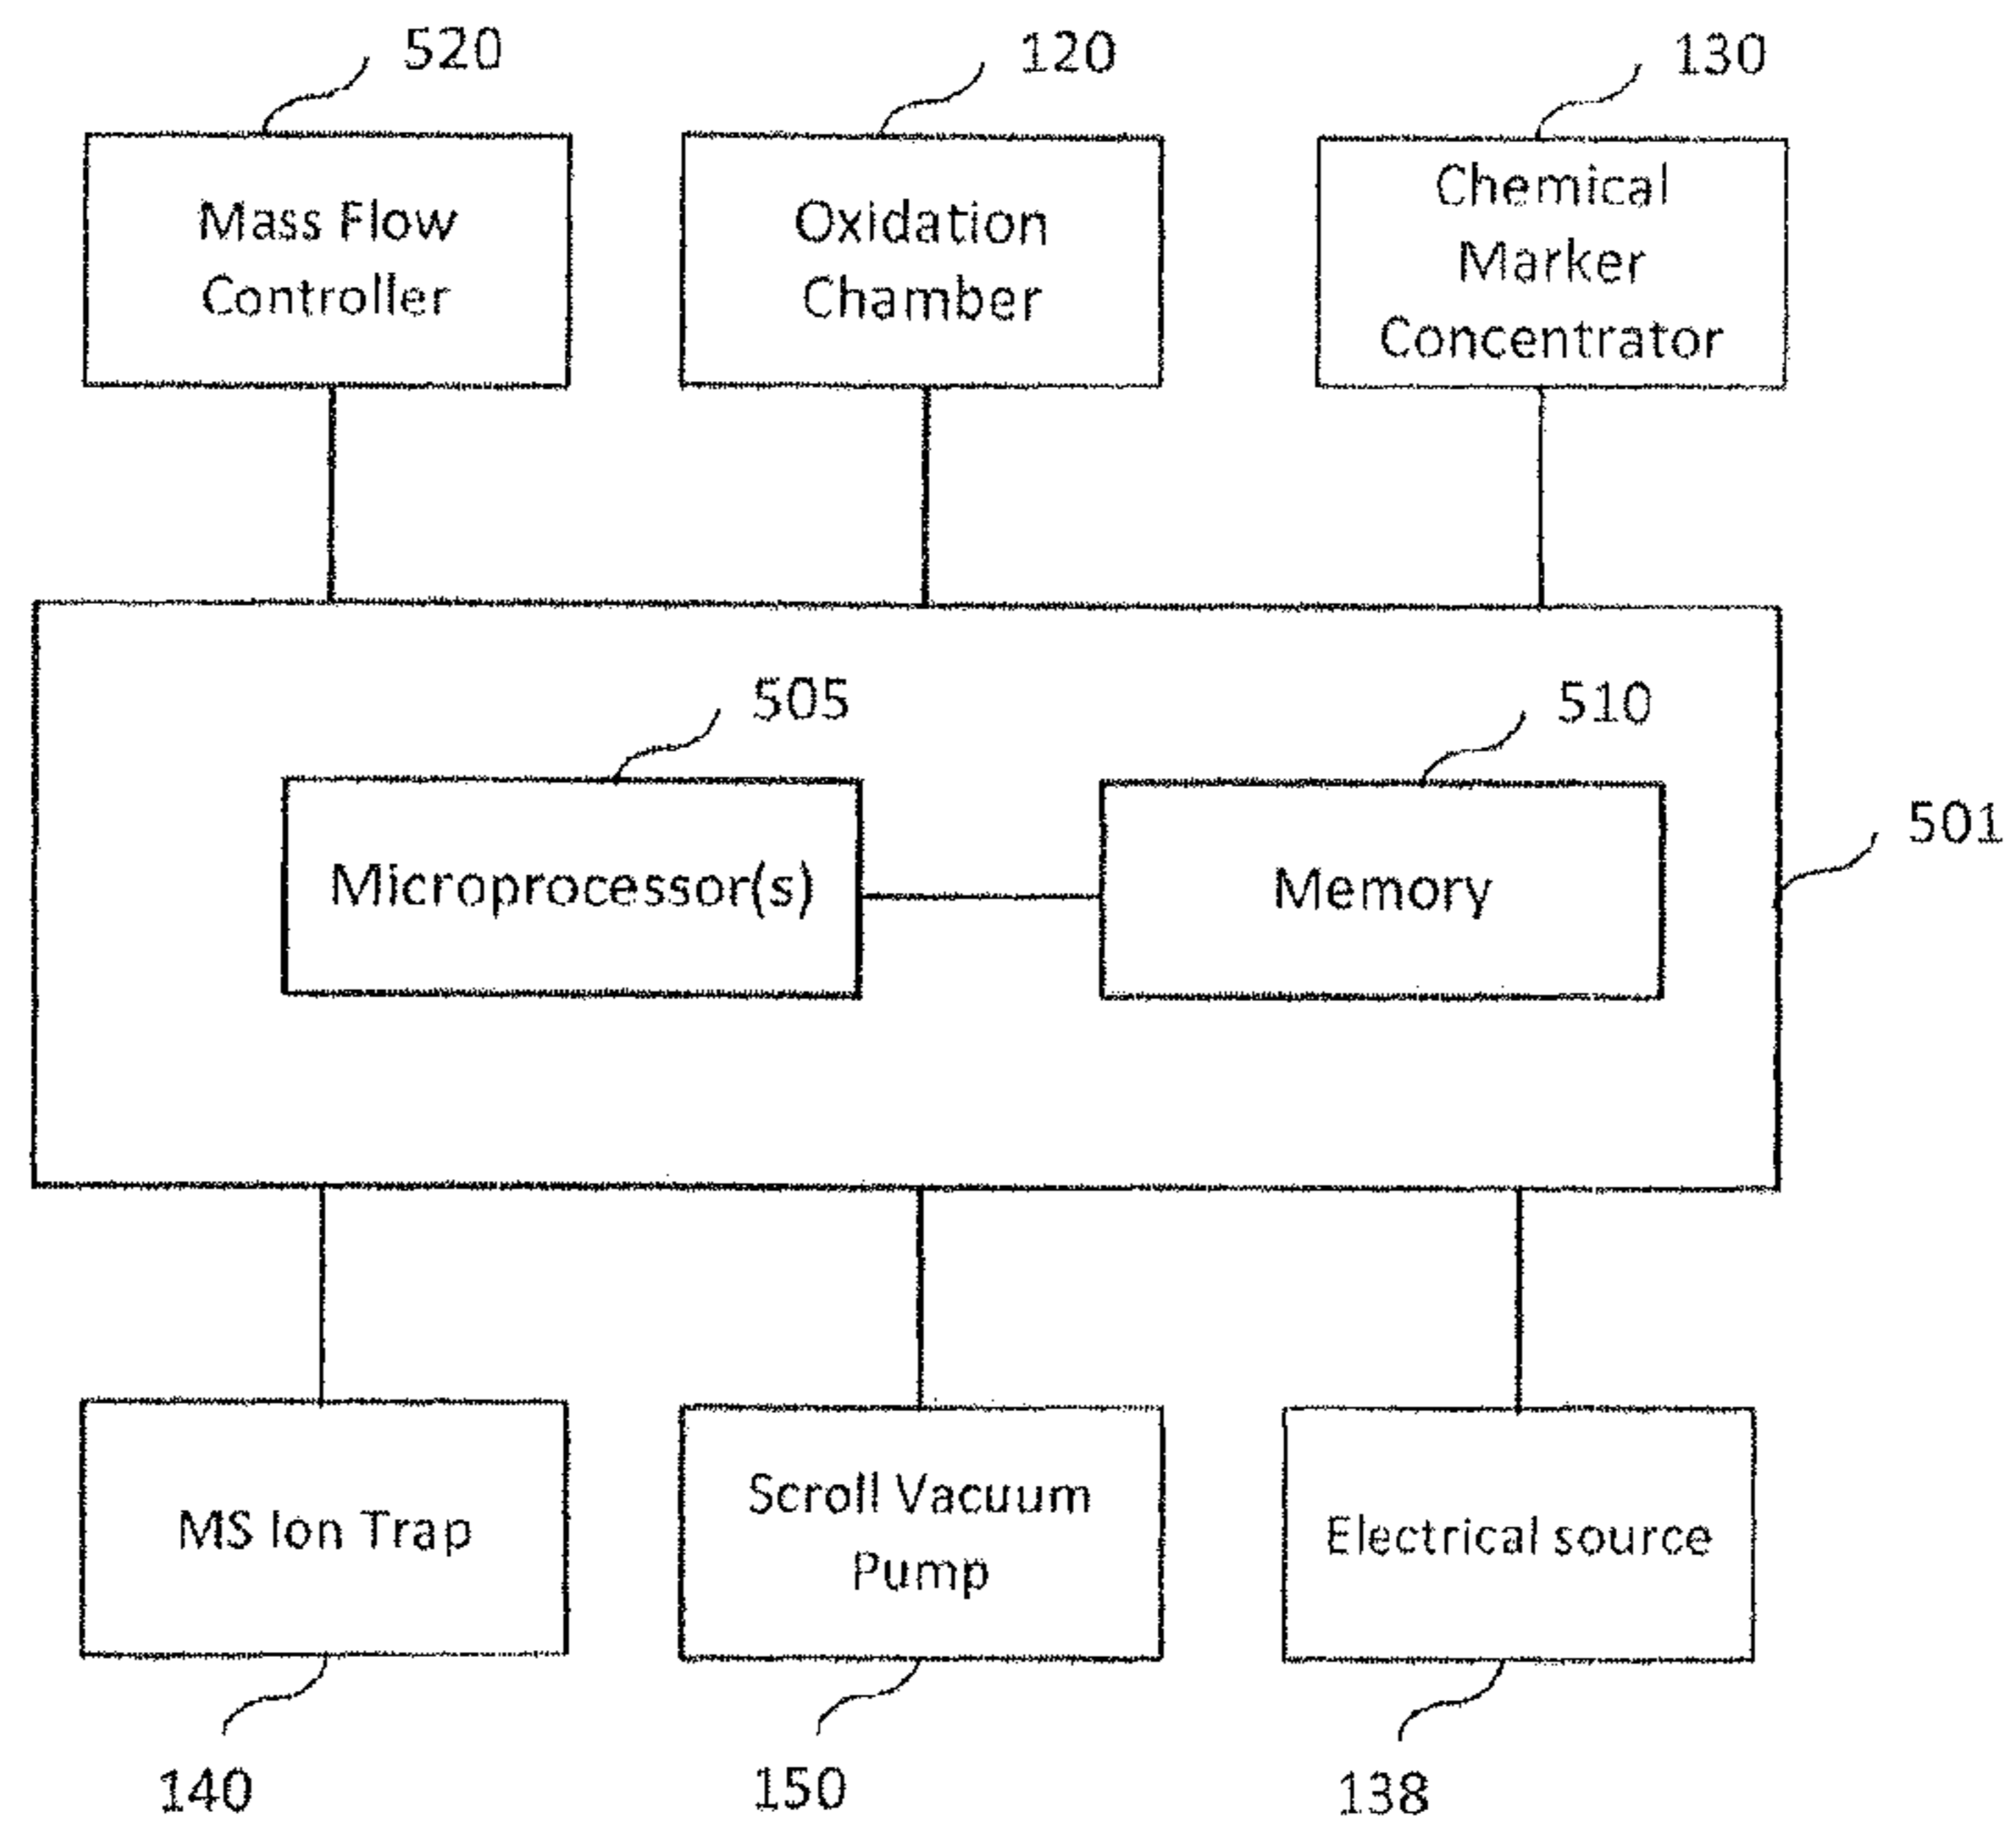 520
120
130
Mass Flow
Controller
Oxidation
Chamber
Chemical
Marker
Concentrator
505
510
501
Microprocessor(s)
Memory
MS Ion Trap
Scroll Vacuum
Pump
Electrical source
140
150
138